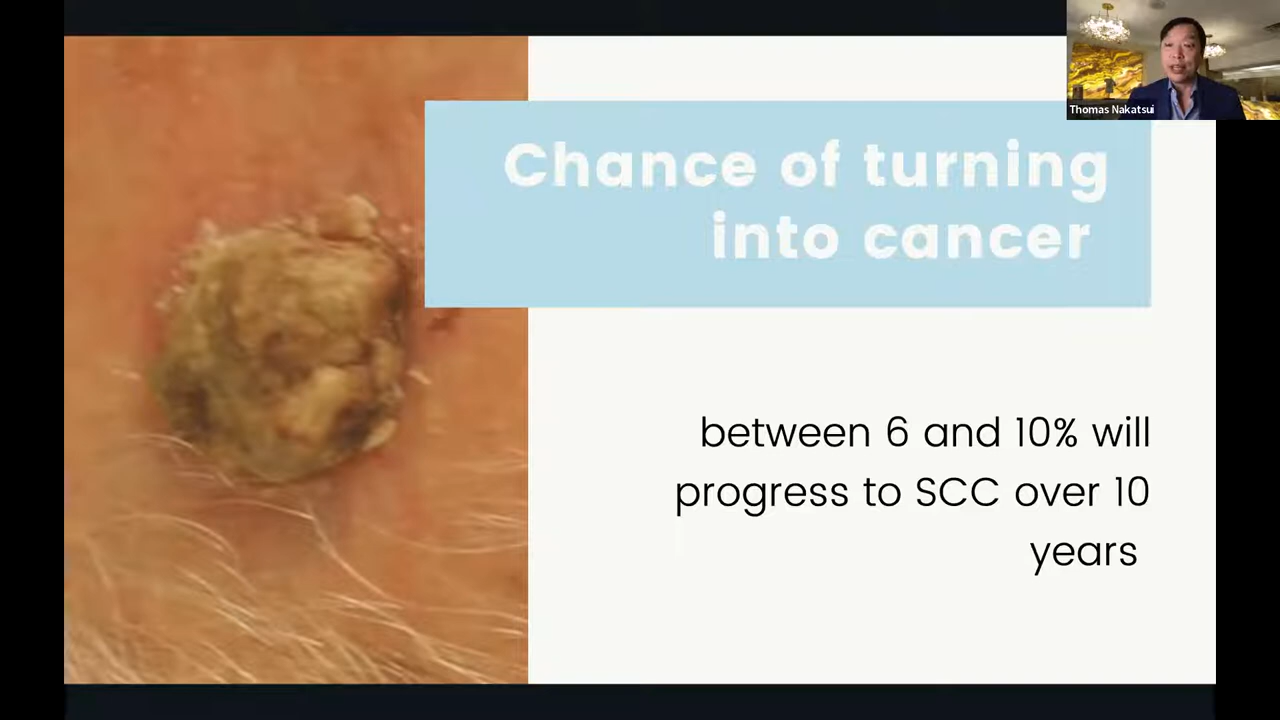 Thomas Nakatsui
Chance of turning
into cancer
between 6 and 10% will
progress to SCC over 10
years